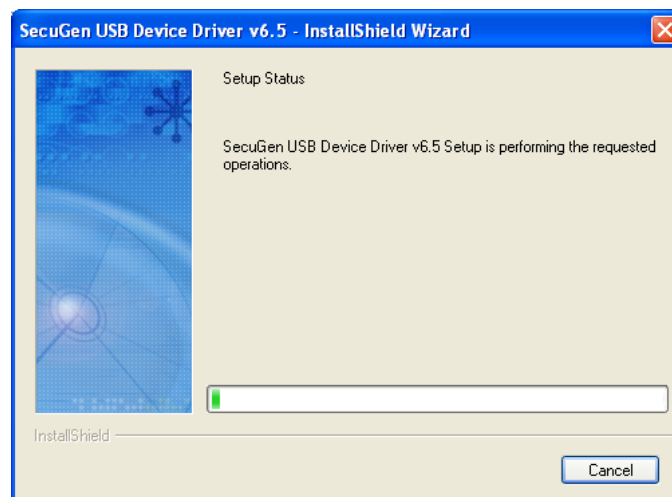 SecuGen USB Device Driver v6.5 - InstallShield Wizard
Setup Status
SecuGen USB Device Driver v6.5 Setup is performing the requested
operations.
InstallShield
Cancel